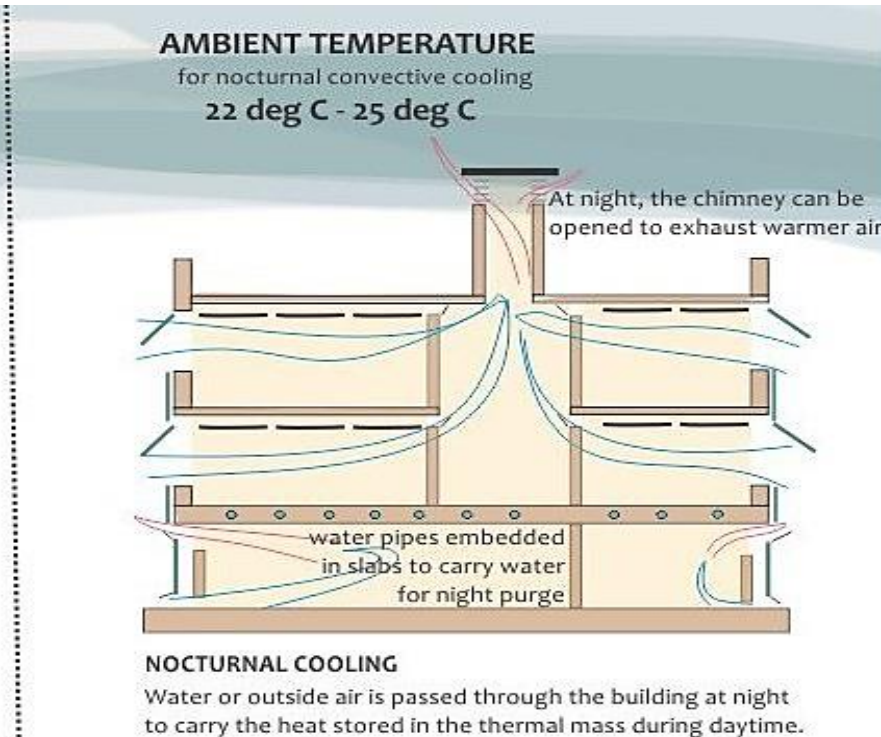 AMBIENT TEMPERATURE
for nocturnal convective cooling
22 deg C - 25 deg C
At night, the chimney can be
opened to exhaust warmer air
water pipes embedded
in slabs to carry water
for night purge
NOCTURNAL COOLING
Water or outside air is passed through the building at night
to carry the heat stored in the thermal mass during daytime.